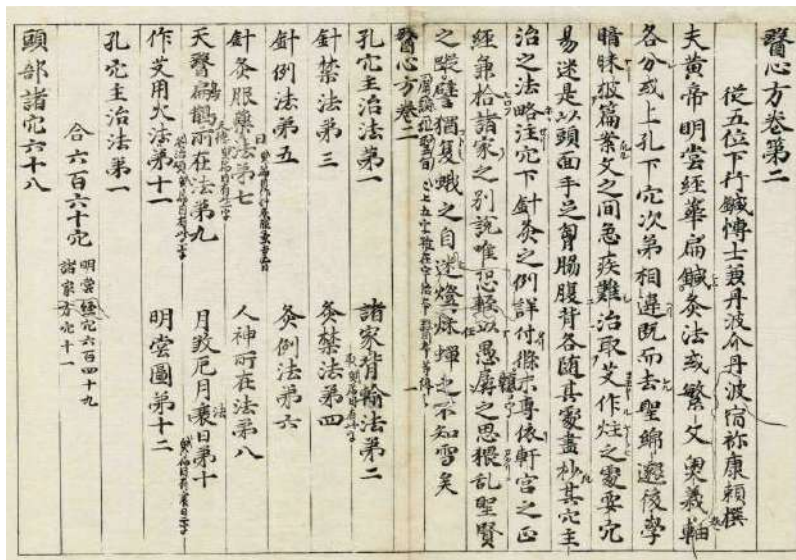 醫心方卷第二
從五位下行鍼博士兼丹波介丹波宿祢康頼撰
夫黄帝明堂經華扁鍼灸法或繁文奥義軸
各分或上孔下穴次第相違既而去聖綿邈後學
暗昧披篇案文之間急疾難治取艾作炷之處要穴
易迷是以頭面手足胷腸腹背各随其處盡抄其穴主
治之法略注穴下針灸之例詳付條末專依軒宮之正
經兼拾諸家之別說唯恐輙以愚孱之思猥乱聖賢
之蹤譬猶復蛾之自迷燈㷠蟬之不知雪矣
醫心方卷二
孔穴主治法第一
諸家背輸法第二
針禁法第三
灸禁法第四
針例法第五
灸例法第六
針灸服藥法第七
人神所在法第八
天醫扁鵲所在法第九
月殺厄月衰日第十
作艾用火法第十一
明堂圖第十二
孔穴主治法第一
合六百六十穴
明堂經穴六百四十九
諸家方穴十一
頭部諸穴六十八